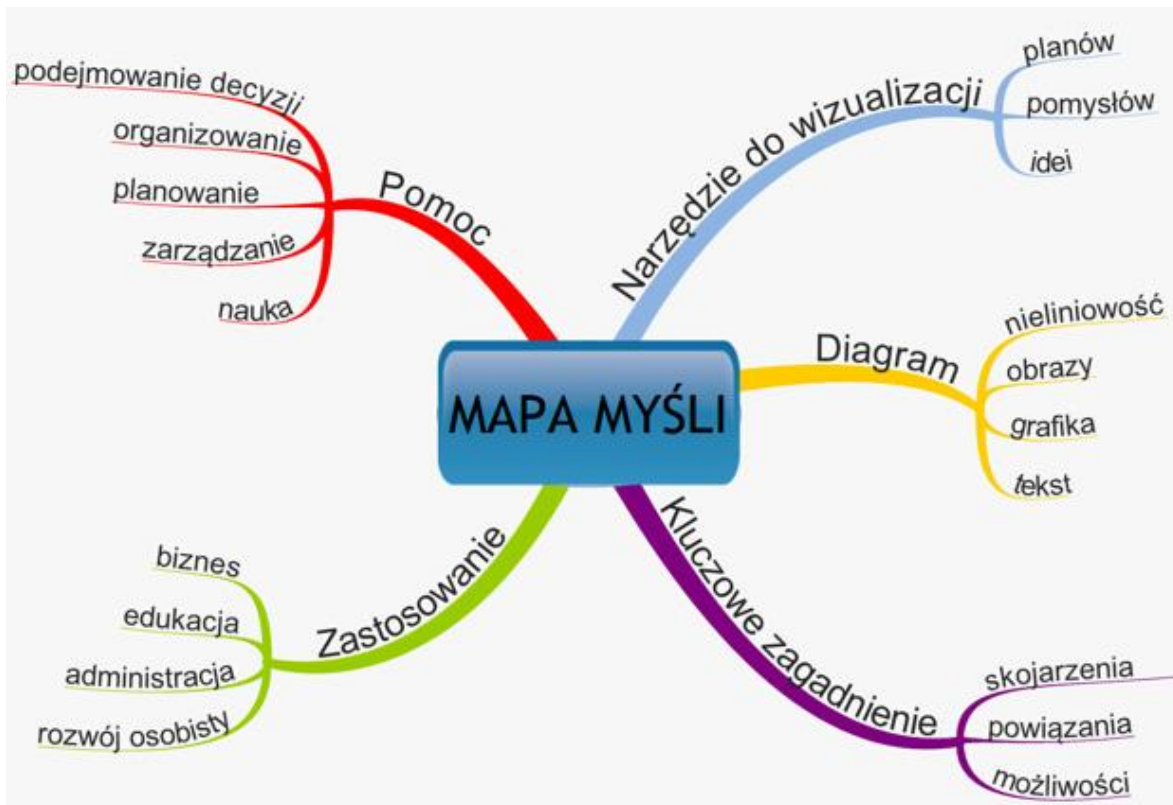 podejmowanie decyzji
organizowanie
planowanie
zarządzanie
nauka
Pomoc
Narzędzie do wizualizacji
planów
pomysłów
idei
Diagram
nieliniowość
obrazy
grafika
tekst
MAPA MYŚLI
Zastosowanie
biznes
edukacja
administracja
rozwój osobisty
Kluczowe zagadnienie
skojarzenia
powiązania
możliwości